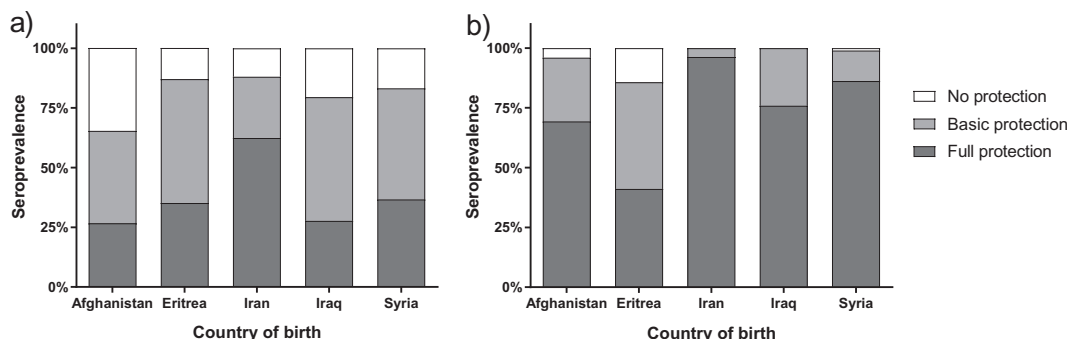 a)
100%
75%
50%
25%
0%
Seroprevalence
Afghanistan Eritrea Iran Iraq Syria
Country of birth
b)
100%
75%
50%
25%
0%
Seroprevalence
Afghanistan Eritrea Iran Iraq Syria
Country of birth
No protection
Basic protection
Full protection